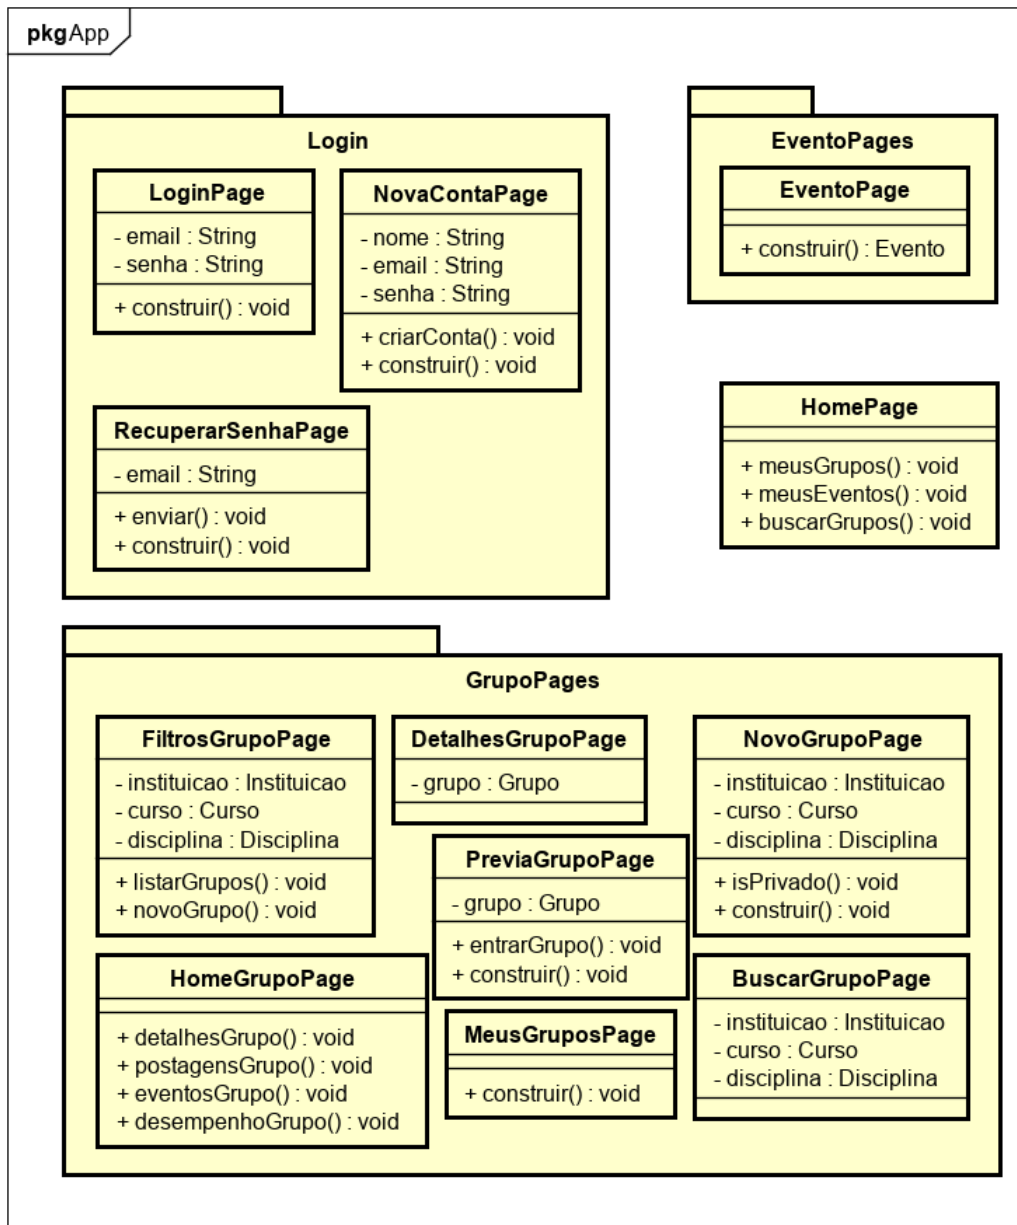 pkgApp
Login
LoginPage
- email : String
- senha : String
+ construir() : void
NovaContaPage
- nome : String
- email : String
- senha : String
+ criarConta() : void
+ construir() : void
RecuperarSenhaPage
- email : String
+ enviar() : void
+ construir() : void
EventoPages
EventoPage
+ construir() : Evento
HomePage
+ meusGrupos() : void
+ meusEventos() : void
+ buscarGrupos() : void
GrupoPages
FiltrosGrupoPage
- instituicao : Instituicao
- curso : Curso
- disciplina : Disciplina
+ listarGrupos() : void
+ novoGrupo() : void
DetalhesGrupoPage
- grupo : Grupo
NovoGrupoPage
- instituicao : Instituicao
- curso : Curso
- disciplina : Disciplina
+ isPrivado() : void
+ construir() : void
PreviaGrupoPage
- grupo : Grupo
+ entrarGrupo() : void
+ construir() : void
HomeGrupoPage
+ detalhesGrupo() : void
+ postagensGrupo() : void
+ eventosGrupo() : void
+ desempenhoGrupo() : void
MeusGruposPage
+ construir() : void
BuscarGrupoPage
- instituicao : Instituicao
- curso : Curso
- disciplina : Disciplina